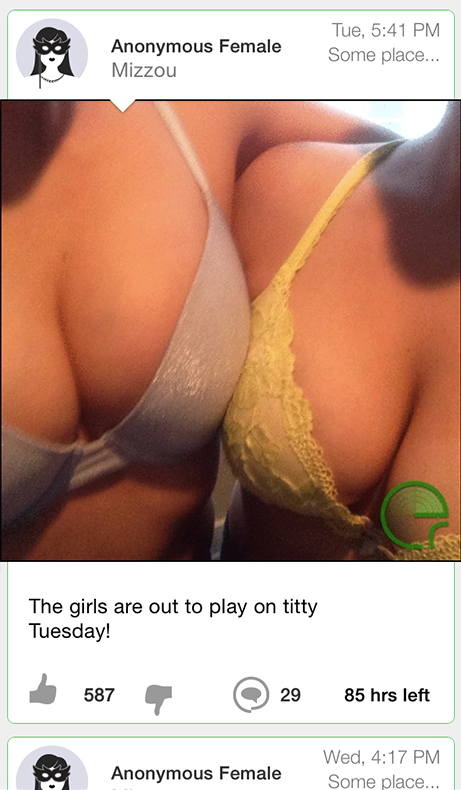 Anonymous Female
Mizzou
Tue, 5:41 PM
Some place...
The girls are out to play on titty
Tuesday!
587
29
85 hrs left
Anonymous Female
Wed, 4:17 PM
Some place...